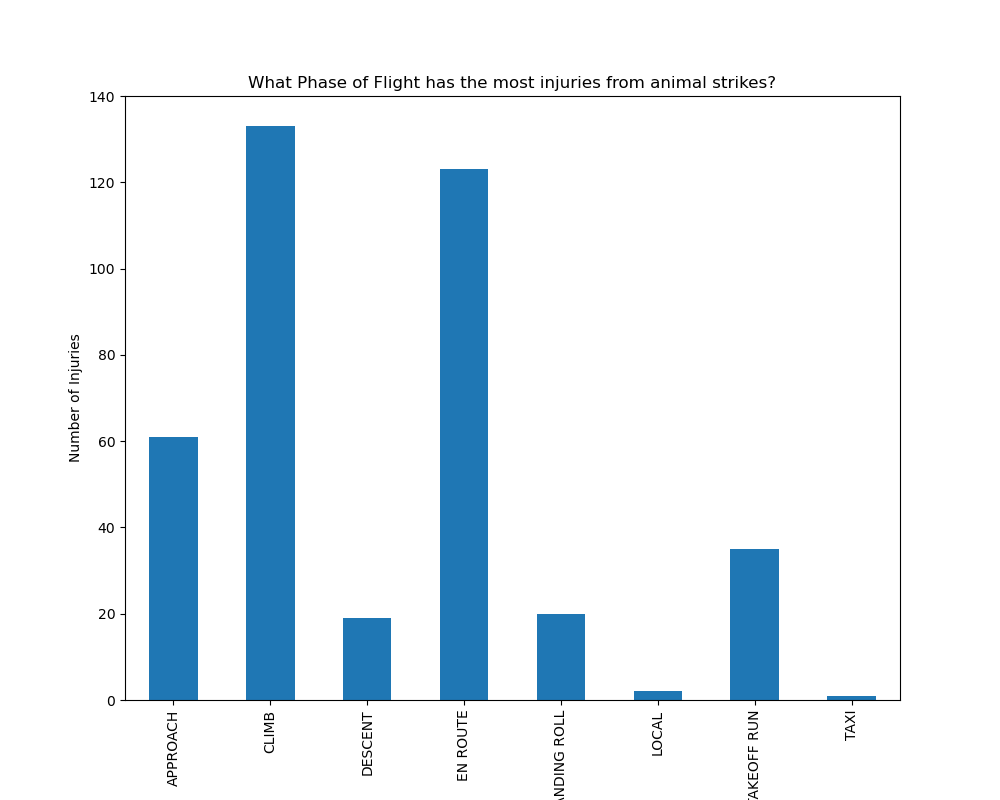 What Phase of Flight has the most injuries from animal strikes?
140
120
100
80
60
40
20
0
Number of Injuries
APPROACH
CLIMB
DESCENT
EN ROUTE
ANDING ROLL
LOCAL
TAKEOFF RUN
TAXI